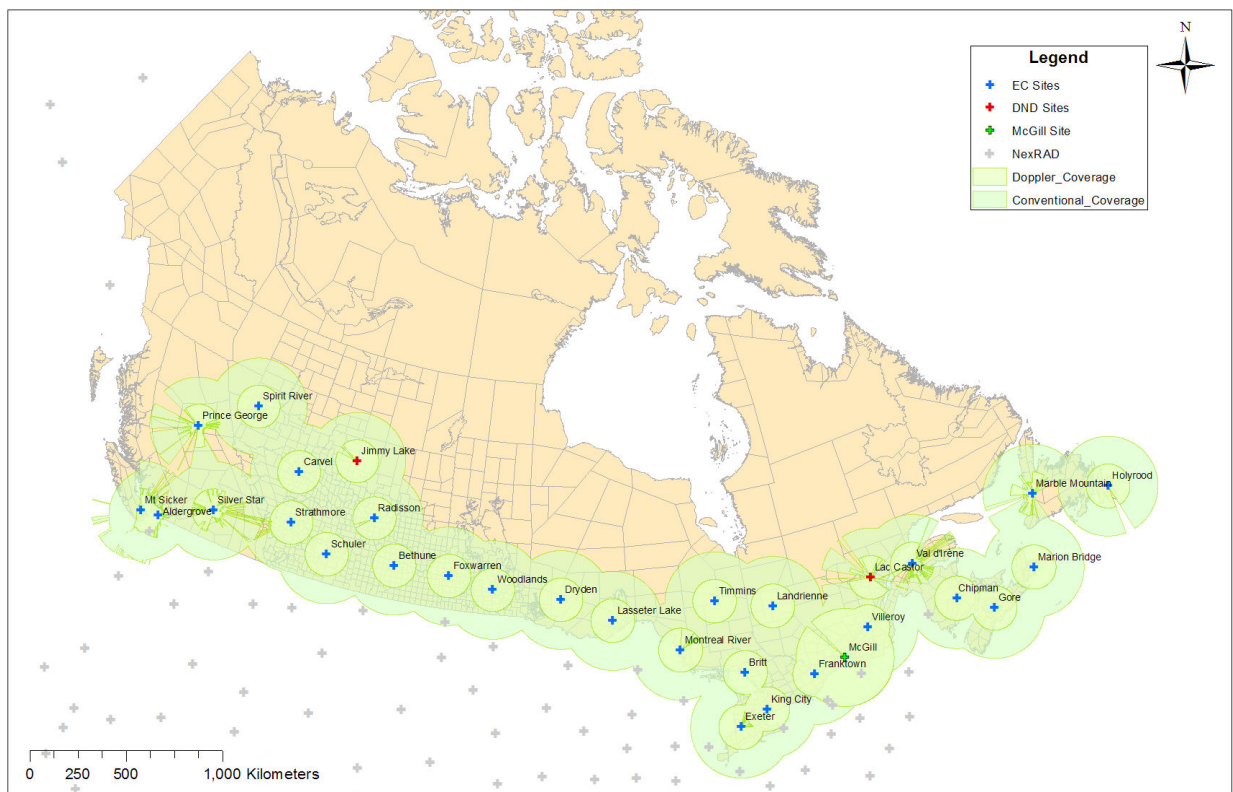 N
Legend
EC Sites
DND Sites
McGill Site
NexRAD
Doppler_Coverage
Conventional_Coverage
Spirit River
Prince George
Jimmy Lake
Carvel
Mt Sicker
Silver Star
Aldergrove
Strathmore
Radisson
Schuler
Bethune
Foxwarren
Woodlands
Dryden
Lasseter Lake
Timmins
Landrienne
Montreal River
Britt
King City
Exeter
Franktown
McGill
Villeroy
Lac Castor
Val d'Irène
Chipman
Gore
Marion Bridge
Marble Mountain
Holyrood
0 250 500 1,000 Kilometers